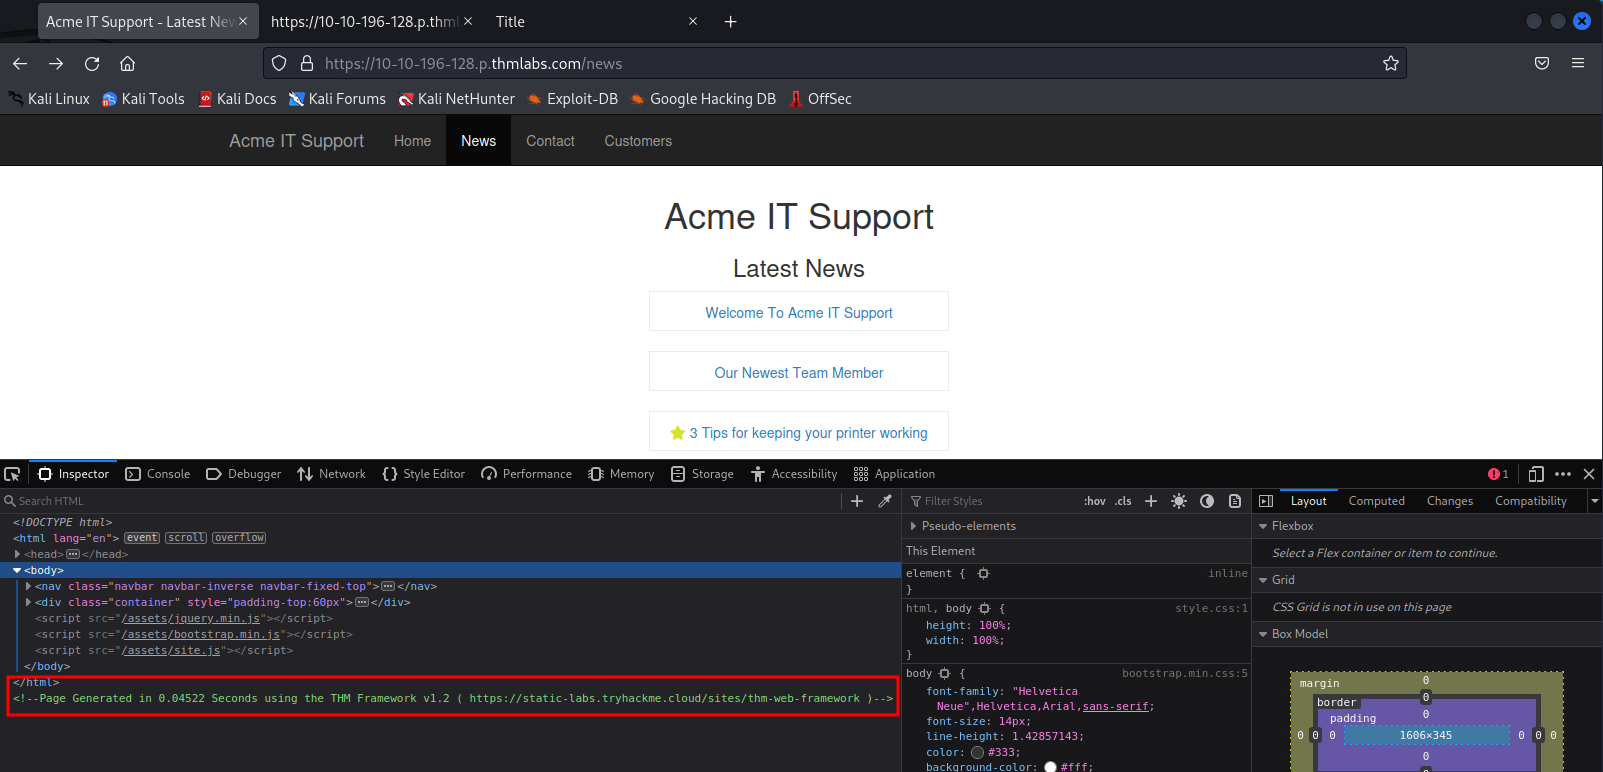 Acme IT Support - Latest New
https://10-10-196-128.p.thml
Title
https://10-10-196-128.p.thmlabs.com/news
Kali Linux Kali Tools Kali Docs Kali Forums Kali NetHunter Exploit-DB Google Hacking DB OffSec
Acme IT Support Home News Contact Customers
Acme IT Support
Latest News
Welcome To Acme IT Support
Our Newest Team Member
3 Tips for keeping your printer working
Inspector Console Debugger Network Style Editor Performance Memory Storage Accessibility Application 1
Search HTML
<!DOCTYPE html>
<html lang="en"> event scroll overflow
<head> </head>
<body>
<nav class="navbar navbar-inverse navbar-fixed-top"> </nav>
<div class="container" style="padding-top:60px"> </div>
<script src="/assets/jquery.min.js"></script>
<script src="/assets/bootstrap.min.js"></script>
<script src="/assets/site.js"></script>
</body>
</html>
<!--Page Generated in 0.04522 Seconds using the THM Framework v1.2 ( https://static-labs.tryhackme.cloud/sites/thm-web-framework )-->
Filter Styles :hov .cls
Pseudo-elements
This Element
element { inline
}
html, body { style.css:1
height: 100%;
width: 100%;
}
body { bootstrap.min.css:5
font-family: "Helvetica
Neue",Helvetica,Arial,sans-serif;
font-size: 14px;
line-height: 1.42857143;
color: #333;
background-color: #fff;
Layout Computed Changes Compatibility
Flexbox
Select a Flex container or item to continue.
Grid
CSS Grid is not in use on this page
Box Model
margin 0
border 0
padding 0
0 0 0 1606×345 0 0 0
0